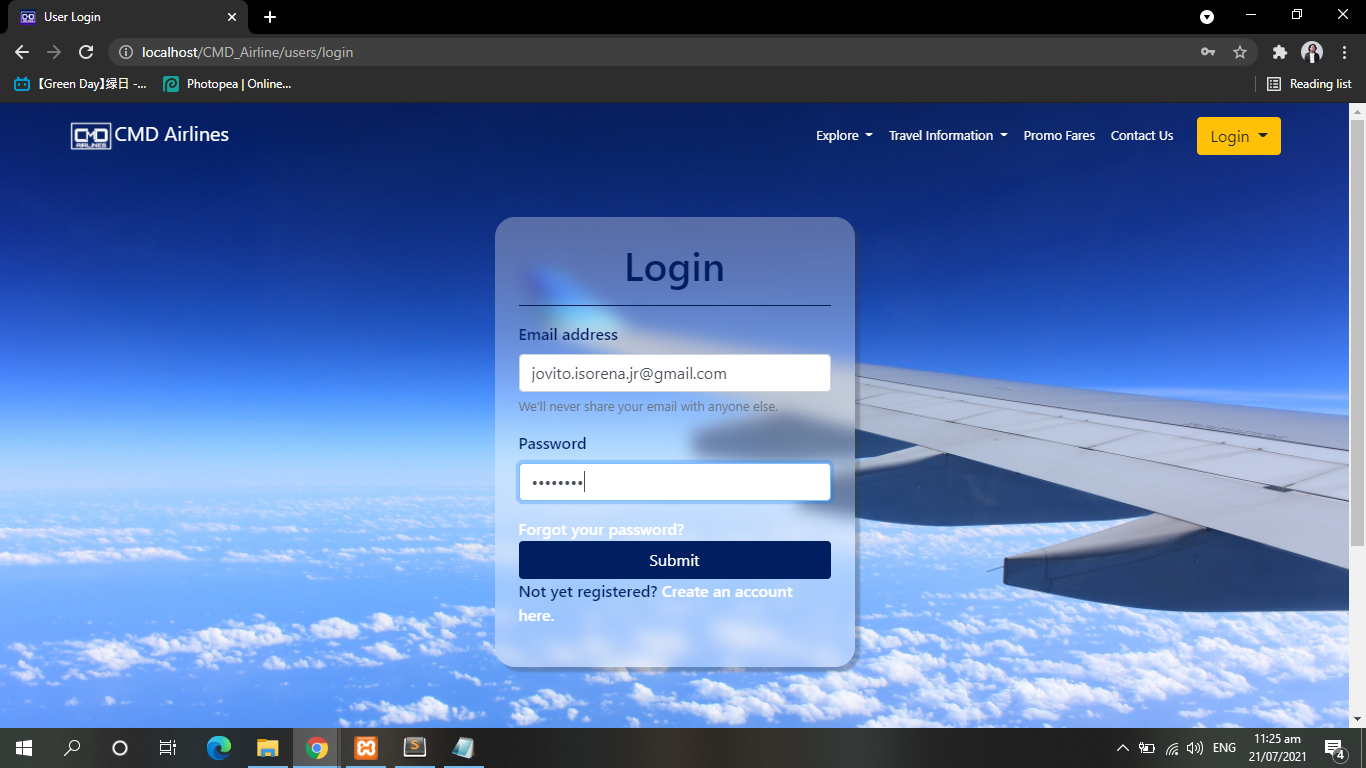 User Login
localhost/CMD_Airline/users/login
【Green Day】绿日 -...
Photopea | Online...
Reading list
CMD AIRLINES
CMD Airlines
Explore
Travel Information
Promo Fares
Contact Us
Login
Login
Email address
jovito.isorena.jr@gmail.com
We'll never share your email with anyone else.
Password
••••••••
Forgot your password?
Submit
Not yet registered? Create an account
here.
ENG
11:25 am
21/07/2021
4